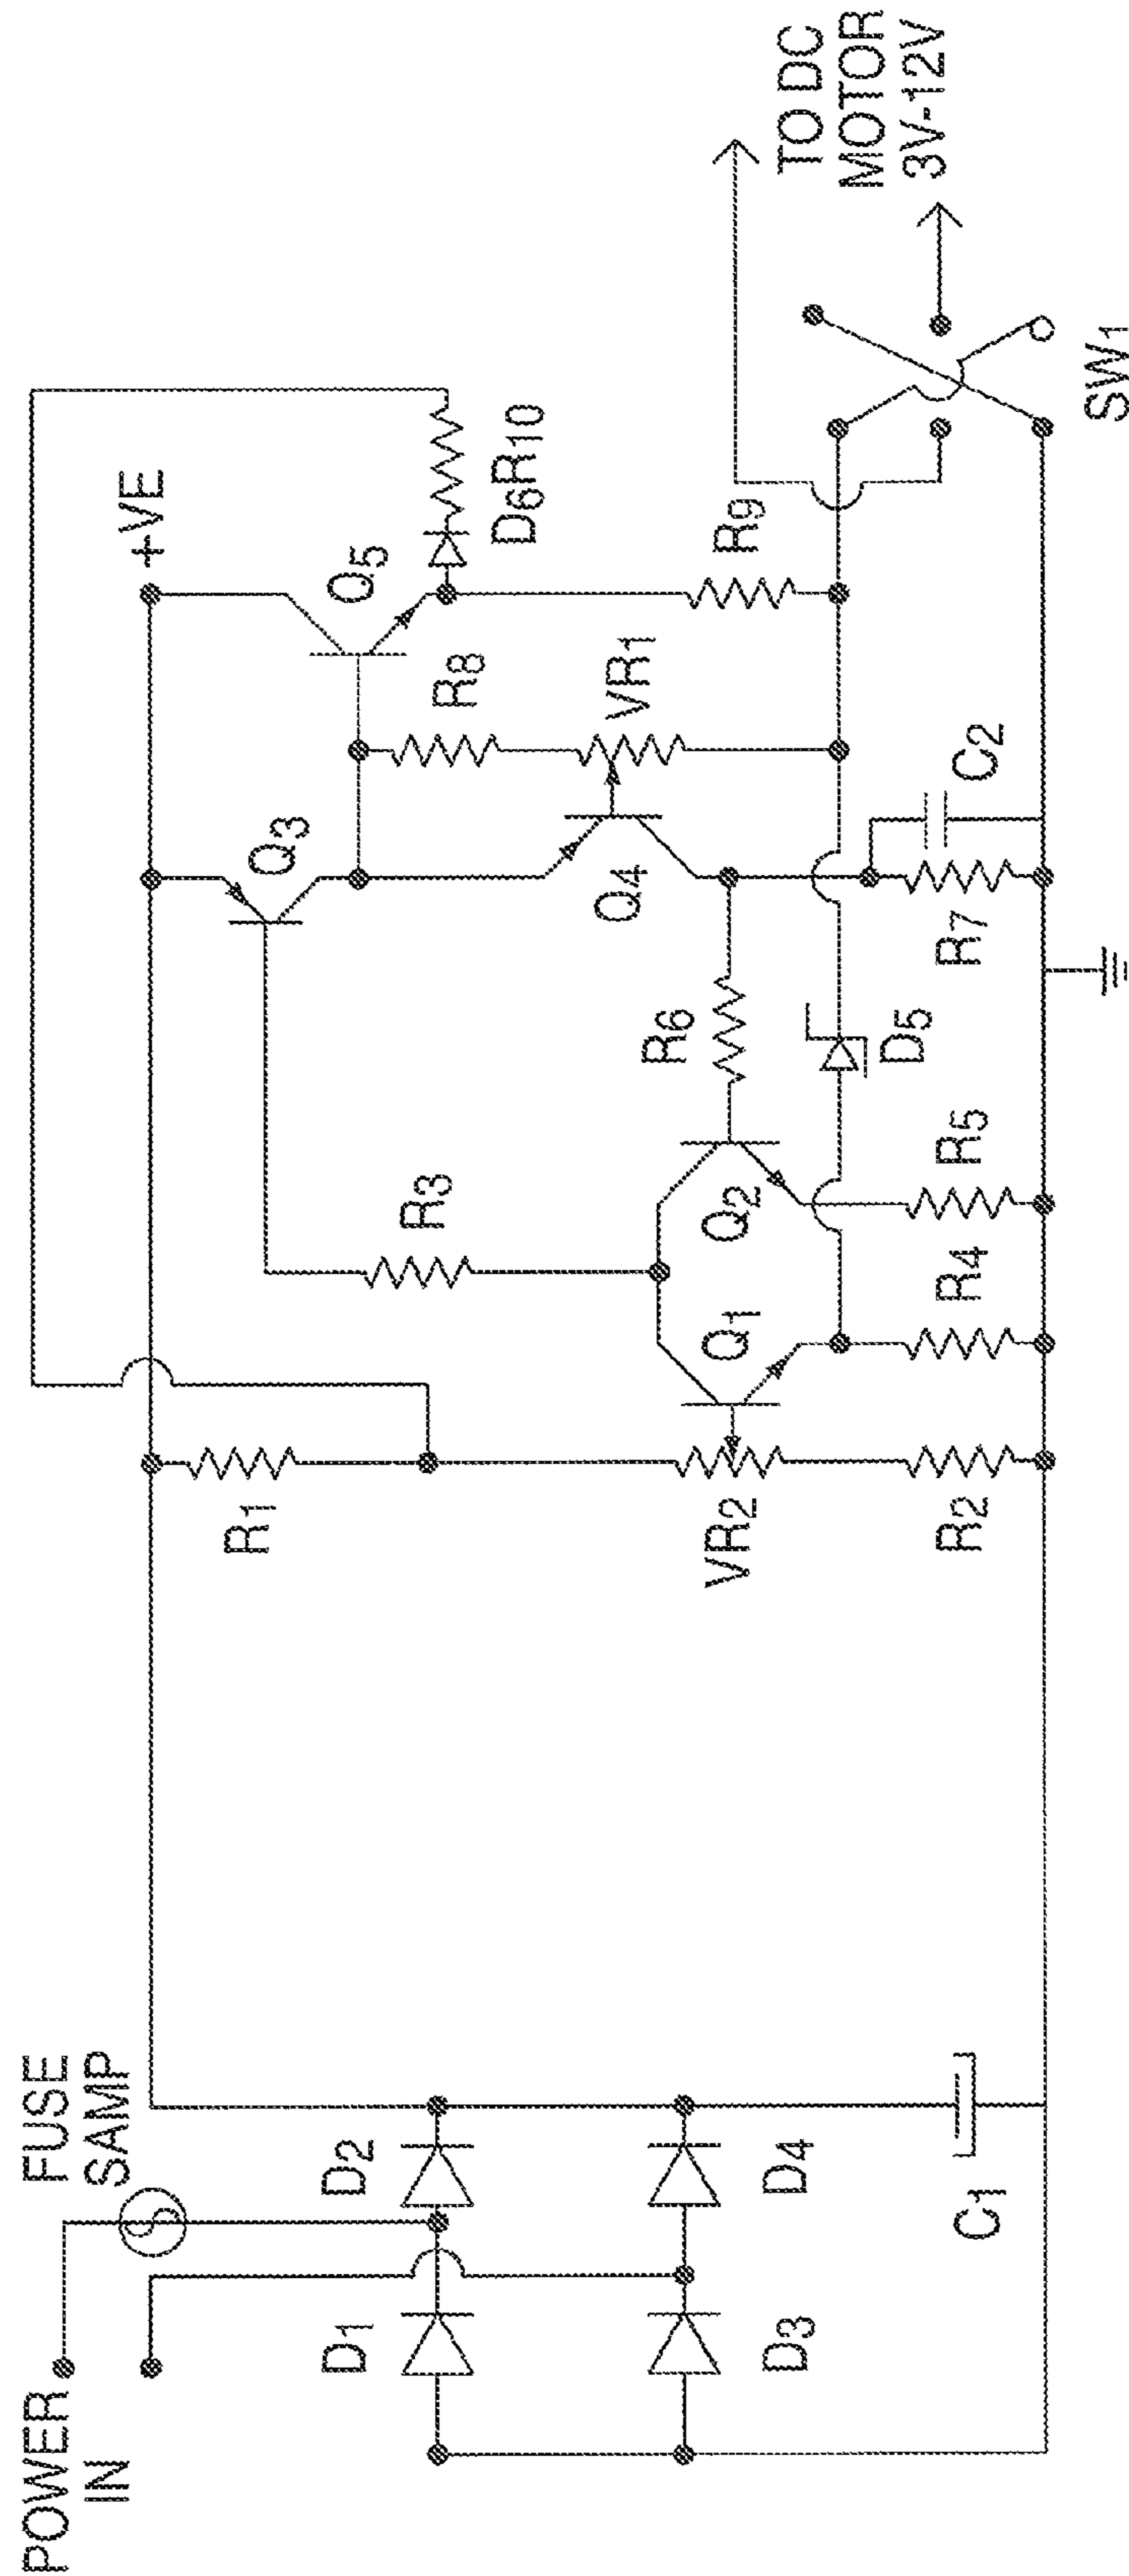 POWER
IN
FUSE
SAMP
D1
D2
D3
D4
C1
+VE
R1
VR2
R2
Q1
R4
R3
Q2
R5
R6
D5
Q3
Q4
R7
C2
R8
VR1
Q5
D6R10
R9
SW1
TO DC
MOTOR
3V-12V